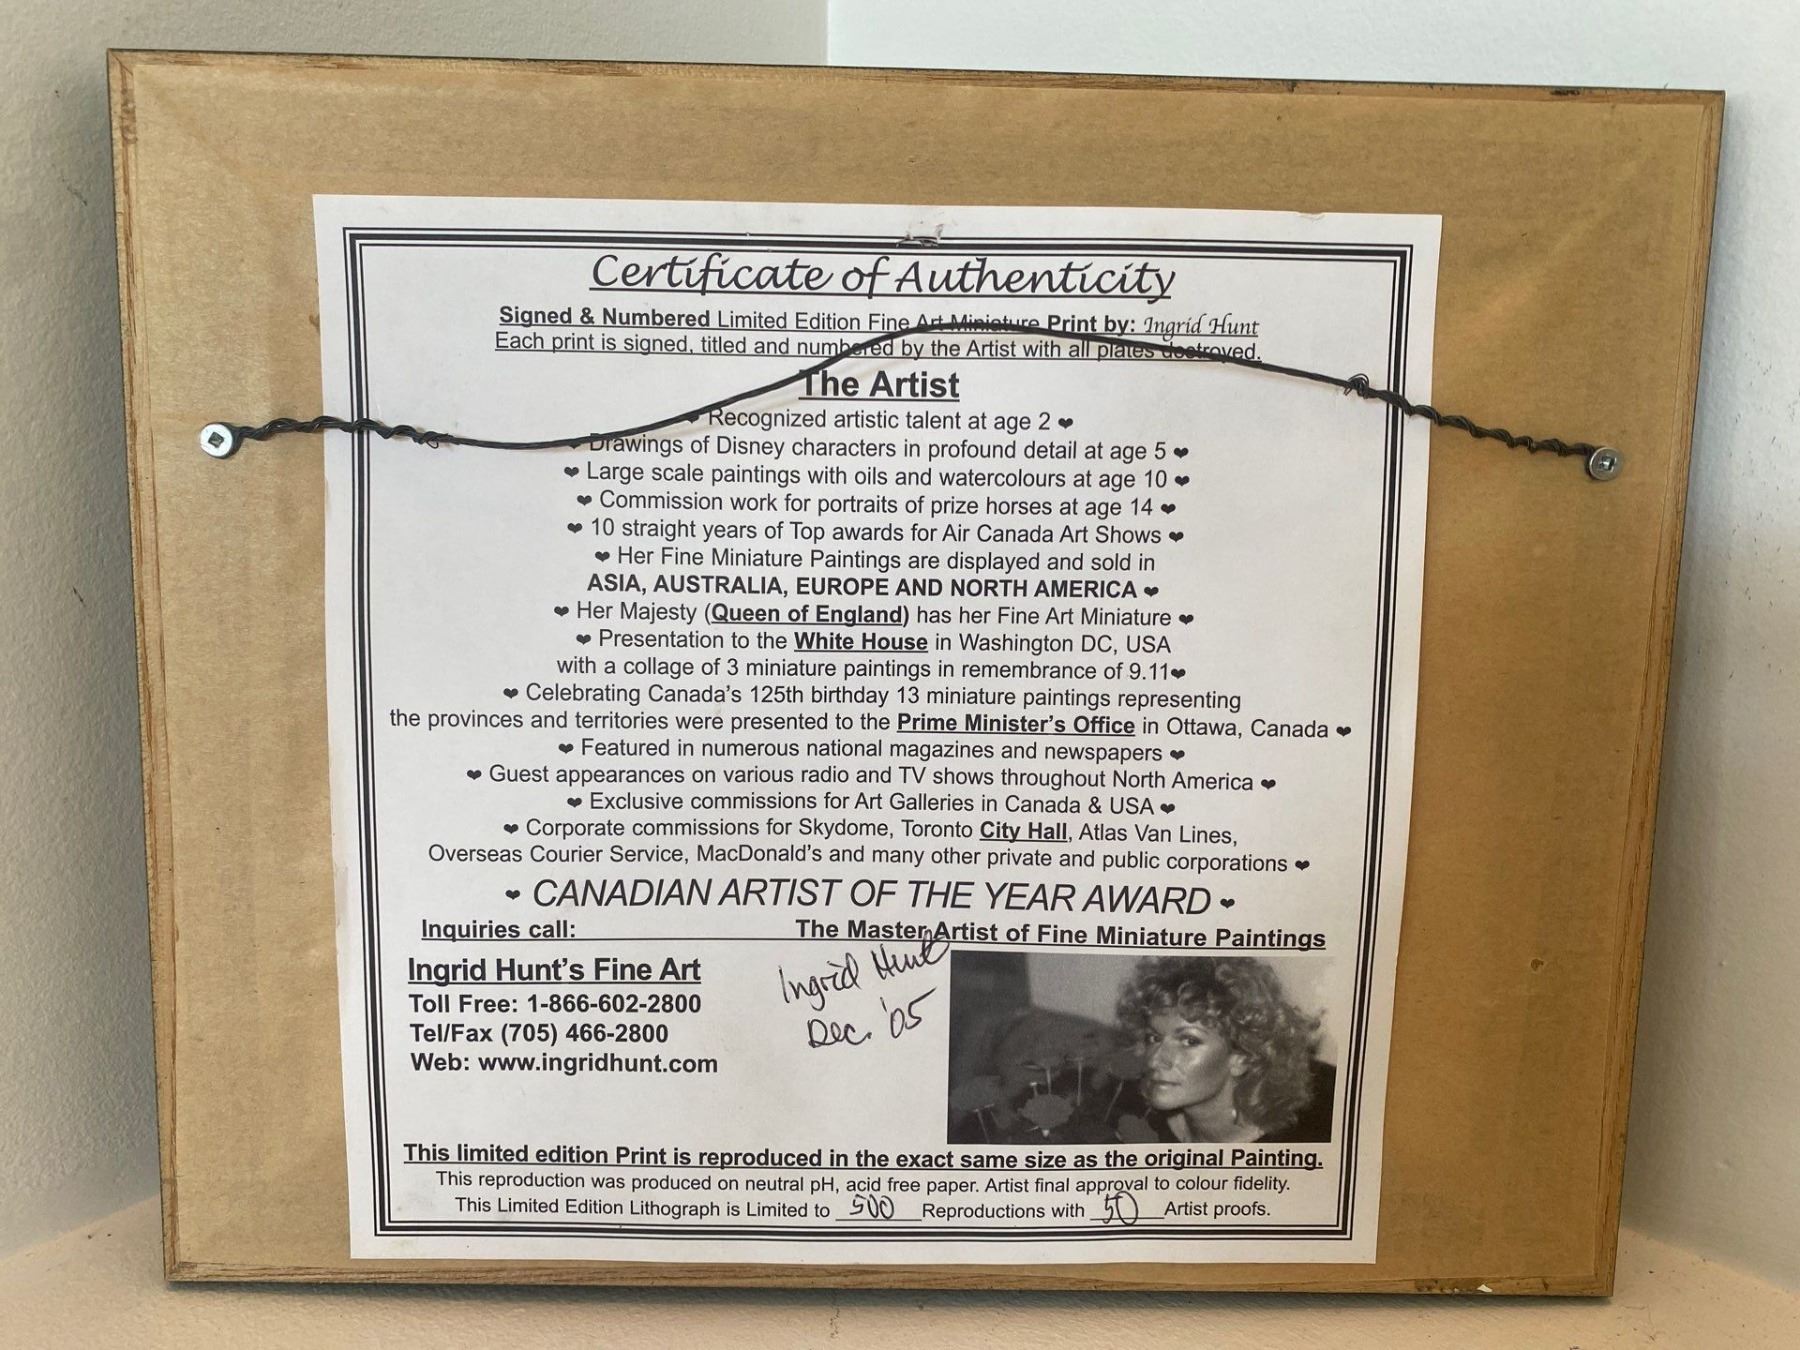 Certificate of Authenticity
Signed & Numbered Limited Edition Fine Art Miniature Print by: Ingrid Hunt
Each print is signed, titled and numbered by the Artist with all plates destroyed.
The Artist
❤ Recognized artistic talent at age 2 ❤
❤ Drawings of Disney characters in profound detail at age 5 ❤
❤ Large scale paintings with oils and watercolours at age 10 ❤
❤ Commission work for portraits of prize horses at age 14 ❤
❤ 10 straight years of Top awards for Air Canada Art Shows ❤
❤ Her Fine Miniature Paintings are displayed and sold in
ASIA, AUSTRALIA, EUROPE AND NORTH AMERICA ❤
❤ Her Majesty (Queen of England) has her Fine Art Miniature ❤
❤ Presentation to the White House in Washington DC, USA
with a collage of 3 miniature paintings in remembrance of 9.11❤
❤ Celebrating Canada's 125th birthday 13 miniature paintings representing
the provinces and territories were presented to the Prime Minister's Office in Ottawa, Canada ❤
❤ Featured in numerous national magazines and newspapers ❤
❤ Guest appearances on various radio and TV shows throughout North America ❤
❤ Exclusive commissions for Art Galleries in Canada & USA ❤
❤ Corporate commissions for Skydome, Toronto City Hall, Atlas Van Lines,
Overseas Courier Service, MacDonald's and many other private and public corporations ❤
❤ CANADIAN ARTIST OF THE YEAR AWARD ❤
Inquiries call: The Master Artist of Fine Miniature Paintings
Ingrid Hunt's Fine Art
Toll Free: 1-866-602-2800
Tel/Fax (705) 466-2800
Web: www.ingridhunt.com
Ingrid Hunt
Dec. '05
This limited edition Print is reproduced in the exact same size as the original Painting.
This reproduction was produced on neutral pH, acid free paper. Artist final approval to colour fidelity.
This Limited Edition Lithograph is Limited to 500 Reproductions with 50 Artist proofs.